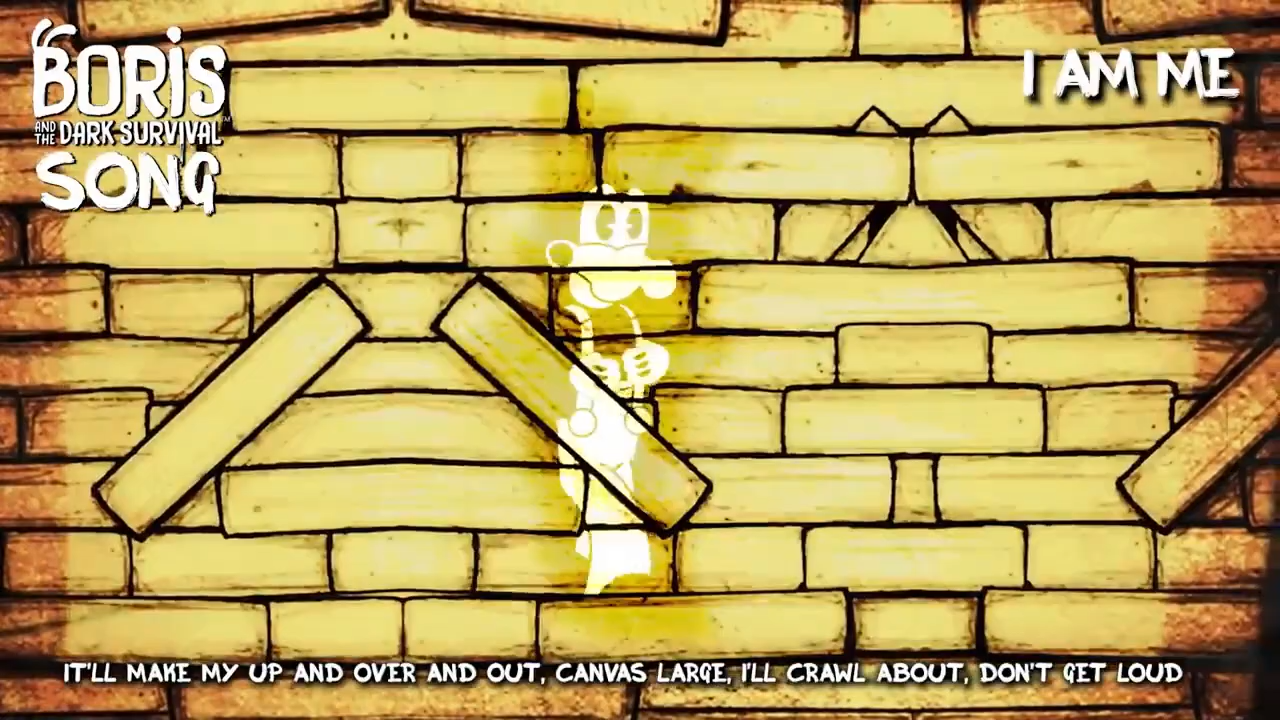 BORIS
AND THE DARK SURVIVAL™
SONG
I AM ME
IT'LL MAKE MY UP AND OVER AND OUT, CANVAS LARGE, I'LL CRAWL ABOUT, DON'T GET LOUD